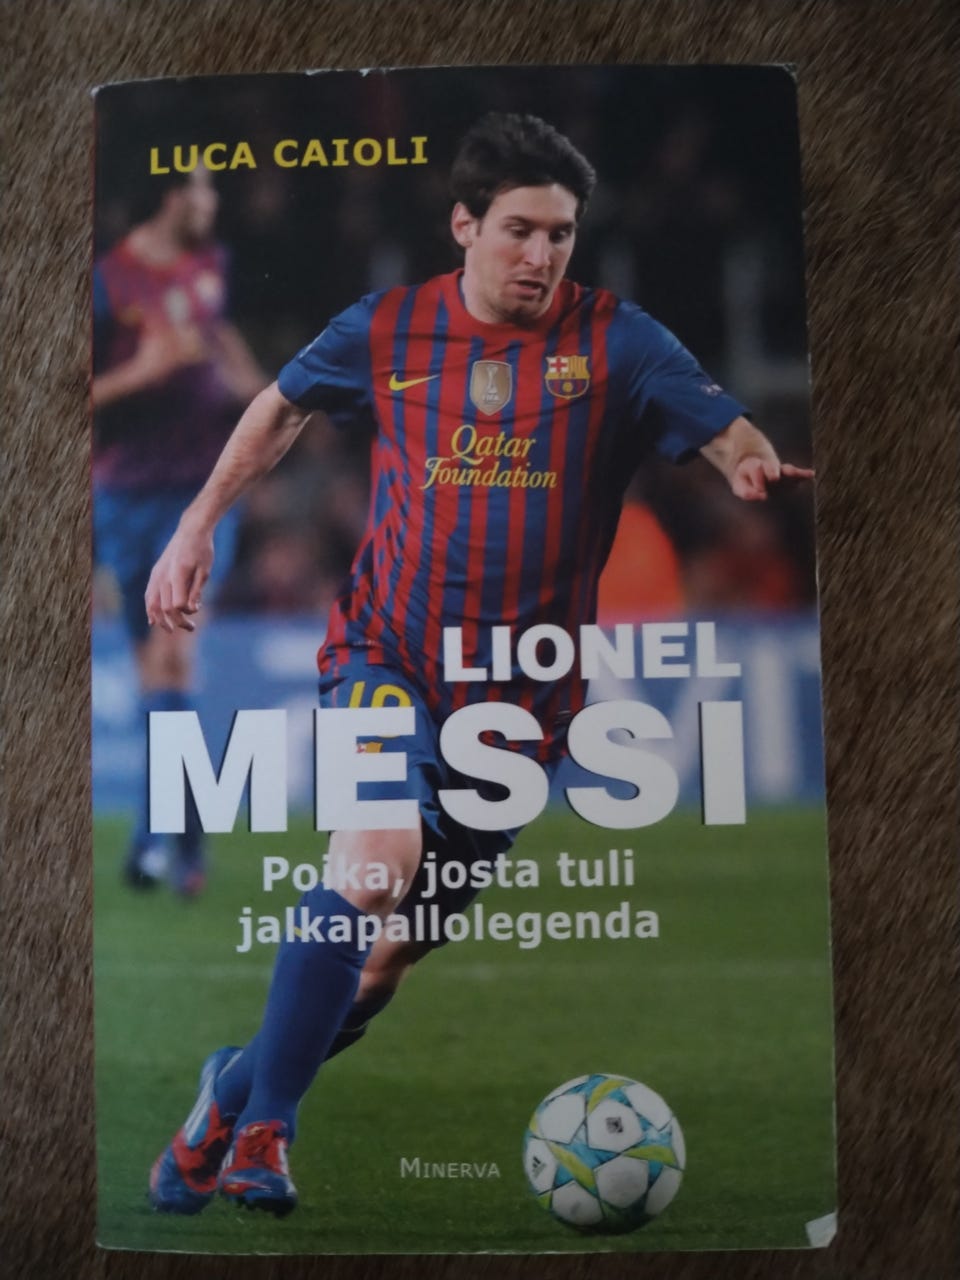 LUCA CAIOLI
Qatar
Foundation
LIONEL
MESSI
Poika, josta tuli
jalkapallolegenda
MINERVA